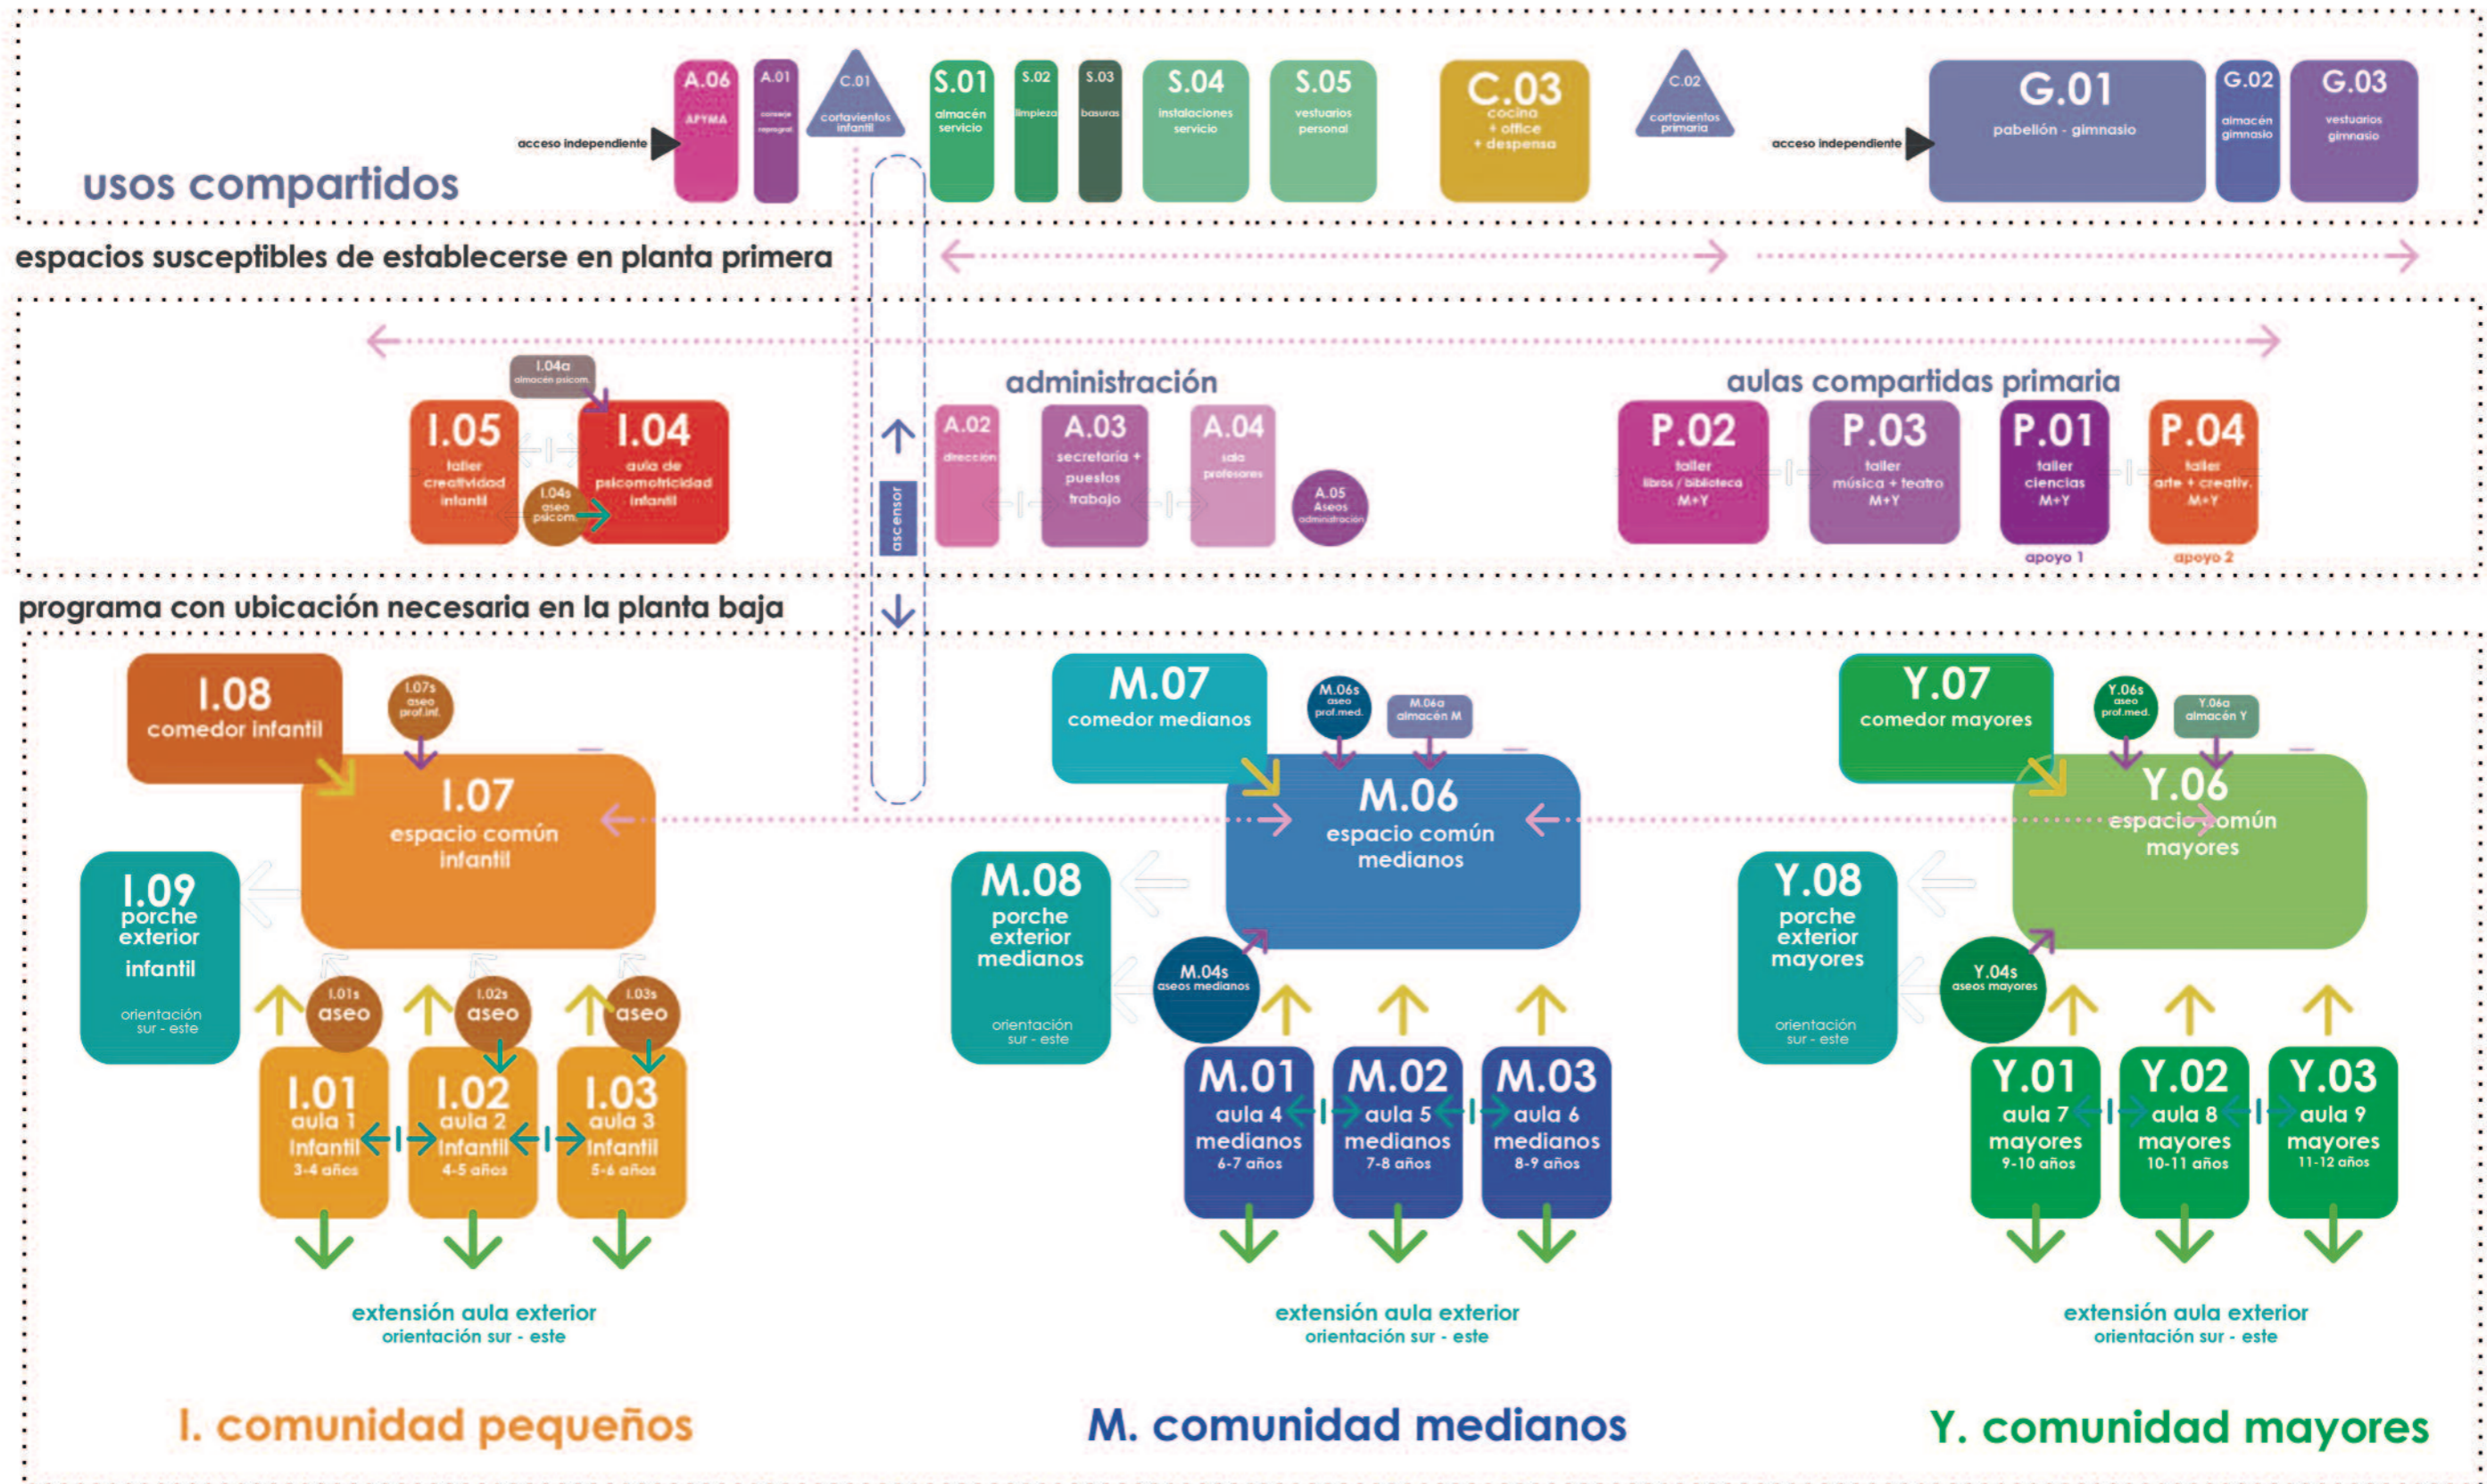 A.06
APYMA
A.01
conserje
reprograf.
C.01
cortavientos
infantil
S.01
almacén
servicio
S.02
limpieza
S.03
basuras
S.04
instalaciones
servicio
S.05
vestuarios
personal
C.03
cocina
+ office
+ despensa
C.02
cortavientos
primaria
G.01
pabellón - gimnasio
G.02
almacén
gimnasio
G.03
vestuarios
gimnasio
acceso independiente
acceso independiente
usos compartidos
espacios susceptibles de establecerse en planta primera
I.04a
almacén psicom.
I.05
taller
creatividad
infantil
I.04
aula de
psicomotricidad
infantil
I.04s
aseo
psicom.
ascensor
administración
A.02
dirección
A.03
secretaría +
puestos
trabajo
A.04
sala
profesores
A.05
Aseos
administración
aulas compartidas primaria
P.02
taller
libros / biblioteca
M+Y
P.03
taller
música + teatro
M+Y
P.01
taller
ciencias
M+Y
apoyo 1
P.04
taller
arte + creativ.
M+Y
apoyo 2
programa con ubicación necesaria en la planta baja
I.08
comedor infantil
I.07s
aseo
prof.inf.
I.07
espacio común
infantil
I.09
porche
exterior
infantil
orientación
sur - este
I.01s
aseo
I.02s
aseo
I.03s
aseo
I.01
aula 1
Infantil
3-4 años
I.02
aula 2
Infantil
4-5 años
I.03
aula 3
Infantil
5-6 años
extensión aula exterior
orientación sur - este
I. comunidad pequeños
M.07
comedor medianos
M.06s
aseo
prof.med.
M.06a
almacén M
M.06
espacio común
medianos
M.08
porche
exterior
medianos
orientación
sur - este
M.04s
aseos medianos
M.01
aula 4
medianos
6-7 años
M.02
aula 5
medianos
7-8 años
M.03
aula 6
medianos
8-9 años
extensión aula exterior
orientación sur - este
M. comunidad medianos
Y.07
comedor mayores
Y.06s
aseo
prof.med.
Y.06a
almacén Y
Y.06
espacio común
mayores
Y.08
porche
exterior
mayores
orientación
sur - este
Y.04s
aseos mayores
Y.01
aula 7
mayores
9-10 años
Y.02
aula 8
mayores
10-11 años
Y.03
aula 9
mayores
11-12 años
extensión aula exterior
orientación sur - este
Y. comunidad mayores